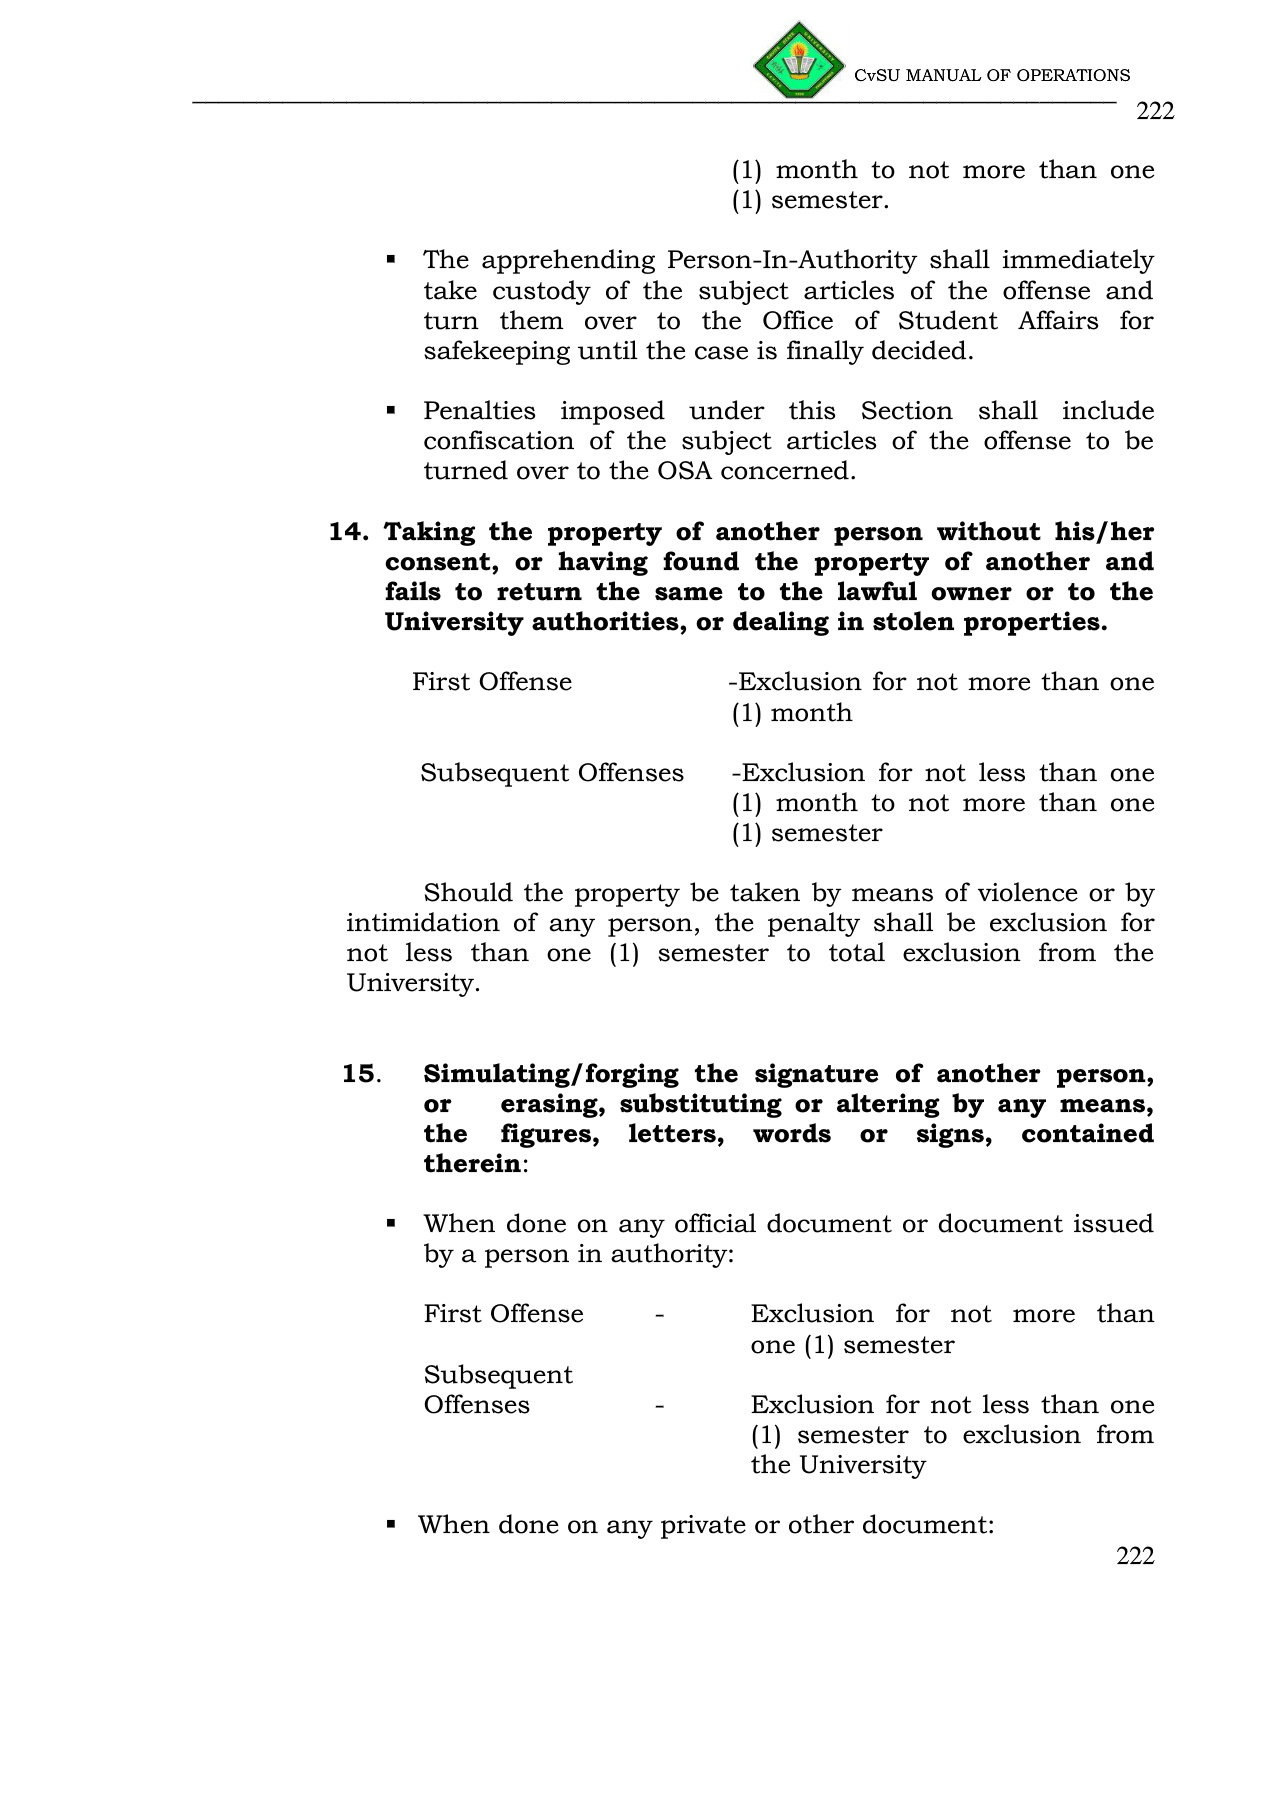 CvSU MANUAL OF OPERATIONS
222
(1) month to not more than one
(1) semester.
▪ The apprehending Person-In-Authority shall immediately
take custody of the subject articles of the offense and
turn them over to the Office of Student Affairs for
safekeeping until the case is finally decided.
▪ Penalties imposed under this Section shall include
confiscation of the subject articles of the offense to be
turned over to the OSA concerned.
14. Taking the property of another person without his/her
consent, or having found the property of another and
fails to return the same to the lawful owner or to the
University authorities, or dealing in stolen properties.
First Offense -Exclusion for not more than one
(1) month
Subsequent Offenses -Exclusion for not less than one
(1) month to not more than one
(1) semester
Should the property be taken by means of violence or by
intimidation of any person, the penalty shall be exclusion for
not less than one (1) semester to total exclusion from the
University.
15. Simulating/forging the signature of another person,
or erasing, substituting or altering by any means,
the figures, letters, words or signs, contained
therein:
▪ When done on any official document or document issued
by a person in authority:
First Offense - Exclusion for not more than
one (1) semester
Subsequent
Offenses - Exclusion for not less than one
(1) semester to exclusion from
the University
▪ When done on any private or other document:
222